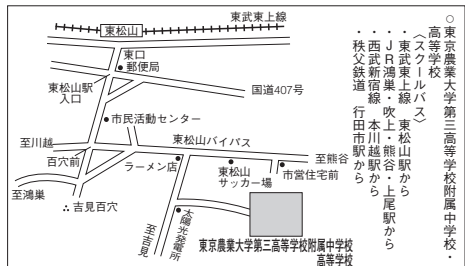 ○東京農業大学第三高等学校附属中学校・
高等学校
〈スクールバス〉
・東武東上線 東松山駅から
・JR鴻巣・吹上・熊谷・上尾駅から
・西武新宿線 本川越駅から
・秩父鉄道 行田市駅から
東武東上線
東松山
東口
郵便局
東松山駅
入口
国道407号
市民活動センター
東松山バイパス
至川越
百穴前
ラーメン店
東松山
サッカー場
至熊谷
市営住宅前
至鴻巣
吉見百穴
至吉見
太陽光発電所
東京農業大学第三高等学校附属中学校
高等学校